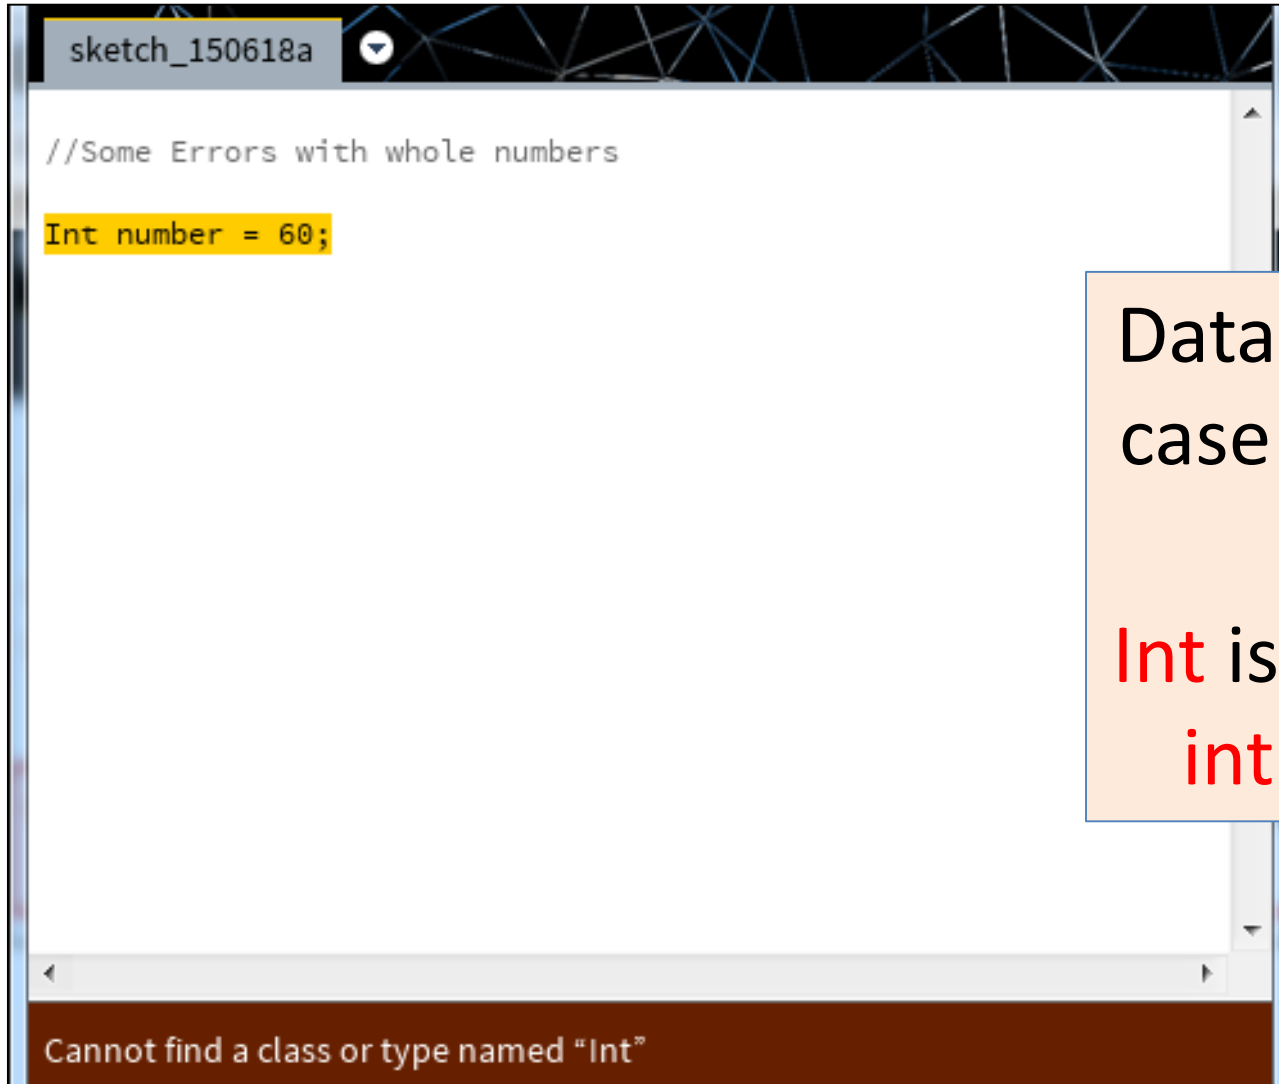 sketch_150618a
//Some Errors with whole numbers
Int number = 60;
Data
case
Int is
int
Cannot find a class or type named “Int”